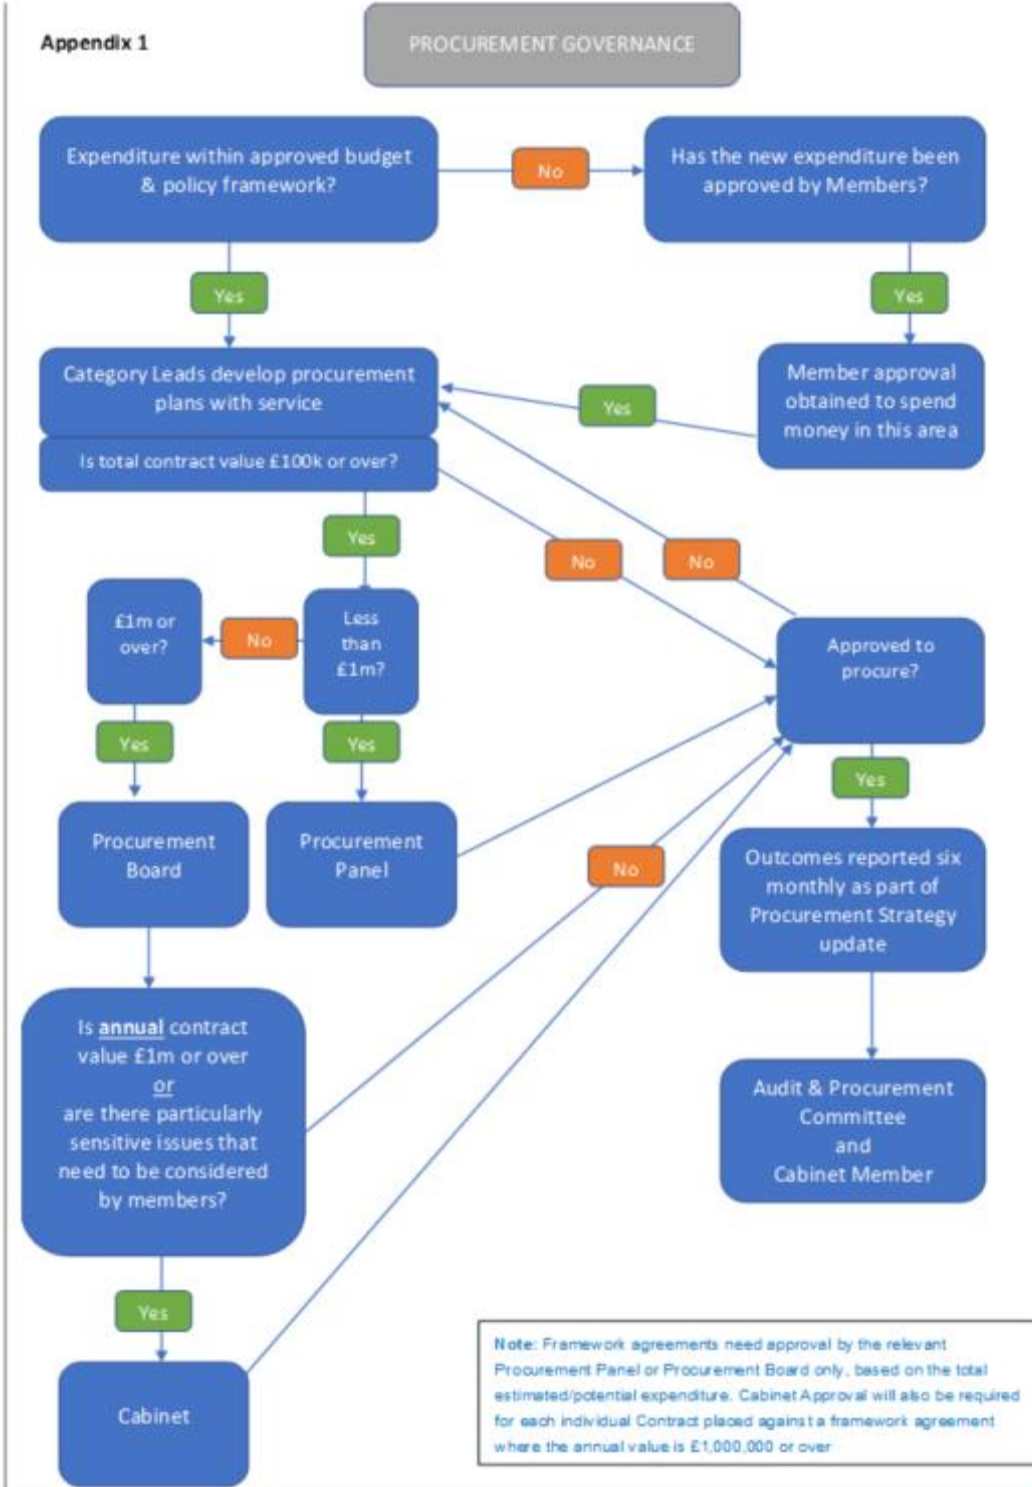 Appendix 1
PROCUREMENT GOVERNANCE
Expenditure within approved budget
& policy framework?
No
Has the new expenditure been
approved by Members?
Yes
Yes
Category Leads develop procurement
plans with service
Member approval
obtained to spend
money in this area
Yes
Is total contract value £100k or over?
Yes
No
No
£1m or
over?
No
Less
than
£1m?
Approved to
procure?
Yes
Yes
Yes
Procurement
Board
Procurement
Panel
No
Outcomes reported six
monthly as part of
Procurement Strategy
update
Is annual contract
value £1m or over
or
are there particularly
sensitive issues that
need to be considered
by members?
Audit & Procurement
Committee
and
Cabinet Member
Yes
Cabinet
Note: Framework agreements need approval by the relevant
Procurement Panel or Procurement Board only, based on the total
estimated/potential expenditure. Cabinet Approval will also be required
for each individual Contract placed against a framework agreement
where the annual value is £1,000,000 or over